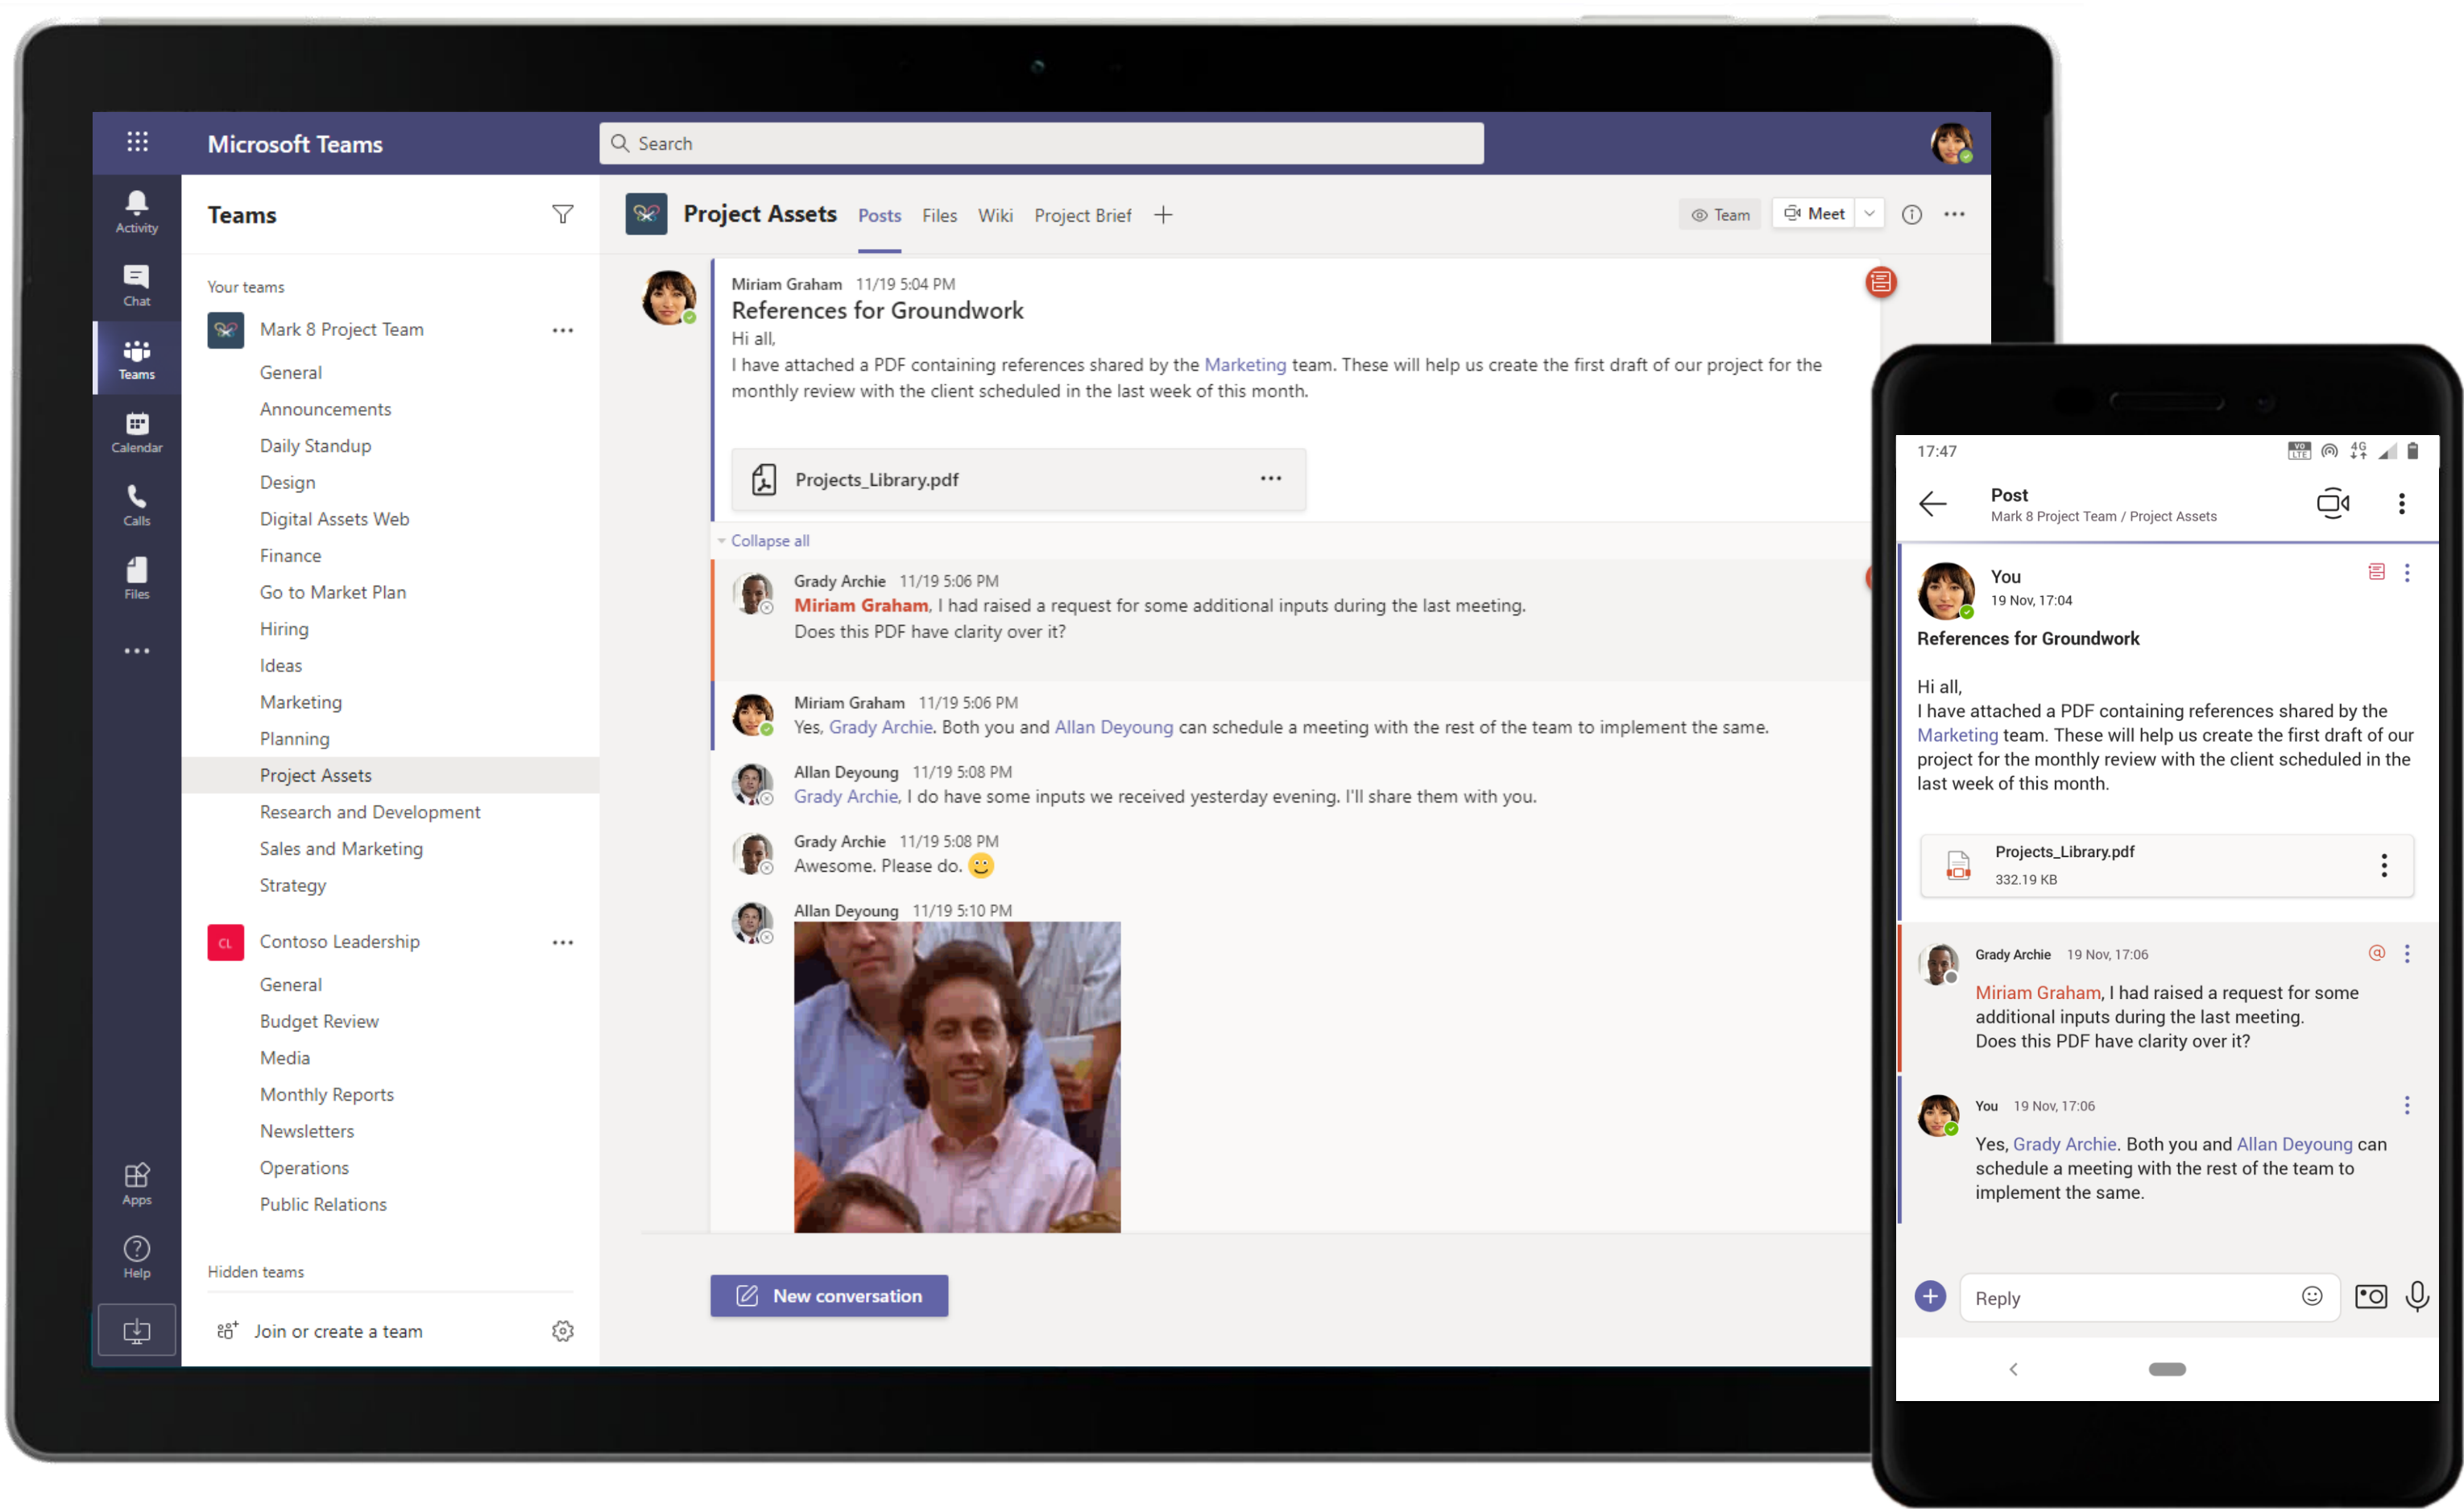 Microsoft Teams
Search
Activity
Chat
Teams
Calendar
Calls
Files
Apps
Help
Teams
Your teams
Mark 8 Project Team
General
Announcements
Daily Standup
Design
Digital Assets Web
Finance
Go to Market Plan
Hiring
Ideas
Marketing
Planning
Project Assets
Research and Development
Sales and Marketing
Strategy
CL Contoso Leadership
General
Budget Review
Media
Monthly Reports
Newsletters
Operations
Public Relations
Hidden teams
Join or create a team
Project Assets Posts Files Wiki Project Brief
Team Meet
Miriam Graham 11/19 5:04 PM
References for Groundwork
Hi all,
I have attached a PDF containing references shared by the Marketing team. These will help us create the first draft of our project for the
monthly review with the client scheduled in the last week of this month.
Projects_Library.pdf
Collapse all
Grady Archie 11/19 5:06 PM
Miriam Graham, I had raised a request for some additional inputs during the last meeting.
Does this PDF have clarity over it?
Miriam Graham 11/19 5:06 PM
Yes, Grady Archie. Both you and Allan Deyoung can schedule a meeting with the rest of the team to implement the same.
Allan Deyoung 11/19 5:08 PM
Grady Archie, I do have some inputs we received yesterday evening. I'll share them with you.
Grady Archie 11/19 5:08 PM
Awesome. Please do.
Allan Deyoung 11/19 5:10 PM
New conversation
17:47 VO LTE 4G
Post
Mark 8 Project Team / Project Assets
You
19 Nov, 17:04
References for Groundwork
Hi all,
I have attached a PDF containing references shared by the
Marketing team. These will help us create the first draft of our
project for the monthly review with the client scheduled in the
last week of this month.
Projects_Library.pdf
332.19 KB
Grady Archie 19 Nov, 17:06
Miriam Graham, I had raised a request for some
additional inputs during the last meeting.
Does this PDF have clarity over it?
You 19 Nov, 17:06
Yes, Grady Archie. Both you and Allan Deyoung can
schedule a meeting with the rest of the team to
implement the same.
Reply